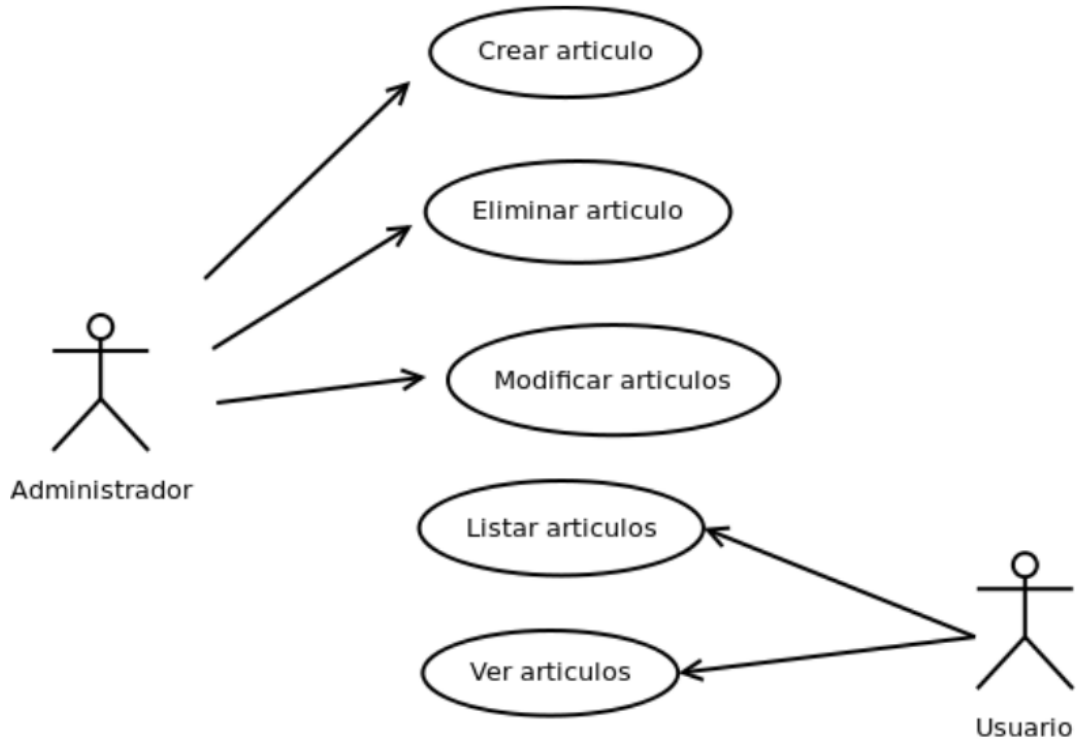 Crear articulo
Eliminar articulo
Modificar articulos
Administrador
Listar articulos
Ver articulos
Usuario